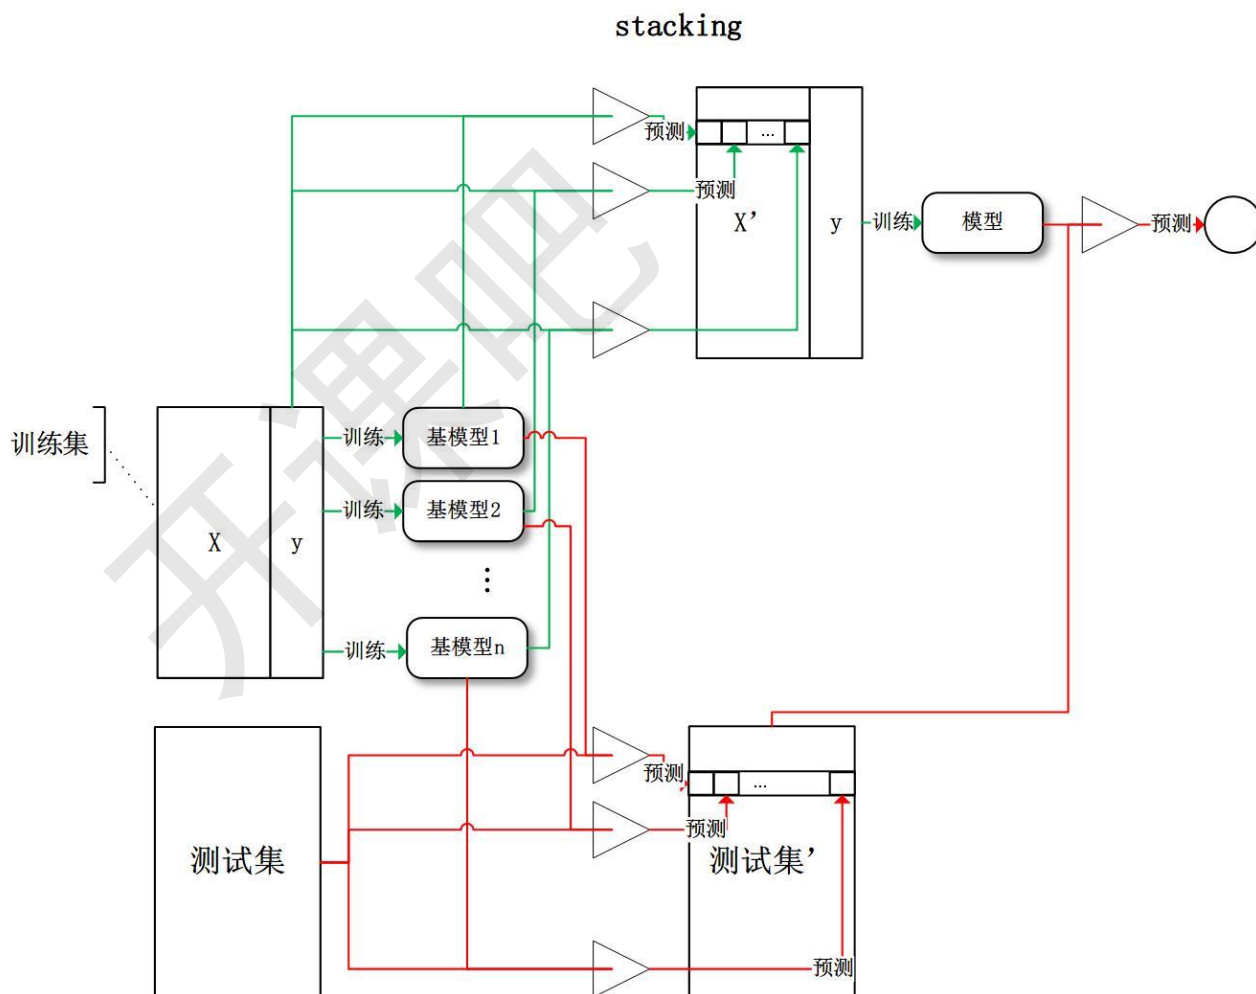 stacking
预测
...
预测
X’
y
训练
模型
预测
训练集
X
y
训练
基模型1
训练
基模型2
⋮
训练
基模型n
测试集
预测
...
预测
测试集’
预测
开课吧